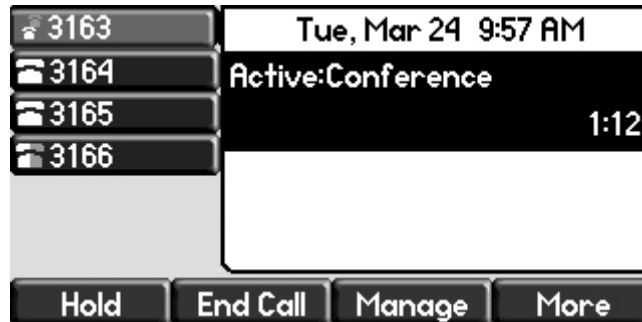 3163
Tue, Mar 24 9:57 AM
3164
Active:Conference
3165
1:12
3166
Hold End Call Manage More